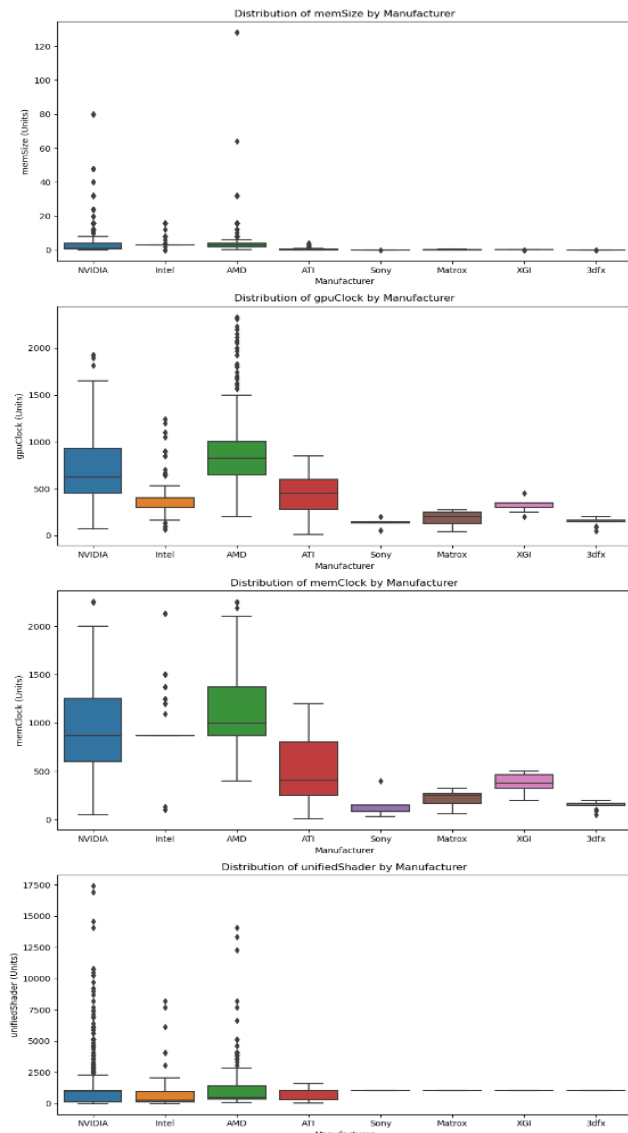 Distribution of memSize by Manufacturer
120
100
80
60
40
20
0
memSize (Units)
NVIDIA Intel AMD ATI Sony Matrox XGI 3dfx
Manufacturer
Distribution of gpuClock by Manufacturer
2000
1500
1000
500
0
gpuClock (Units)
NVIDIA Intel AMD ATI Sony Matrox XGI 3dfx
Manufacturer
Distribution of memClock by Manufacturer
2000
1500
1000
500
0
memClock (Units)
NVIDIA Intel AMD ATI Sony Matrox XGI 3dfx
Manufacturer
Distribution of unifiedShader by Manufacturer
17500
15000
12500
10000
7500
5000
2500
0
unifiedShader (Units)
NVIDIA Intel AMD ATI Sony Matrox XGI 3dfx